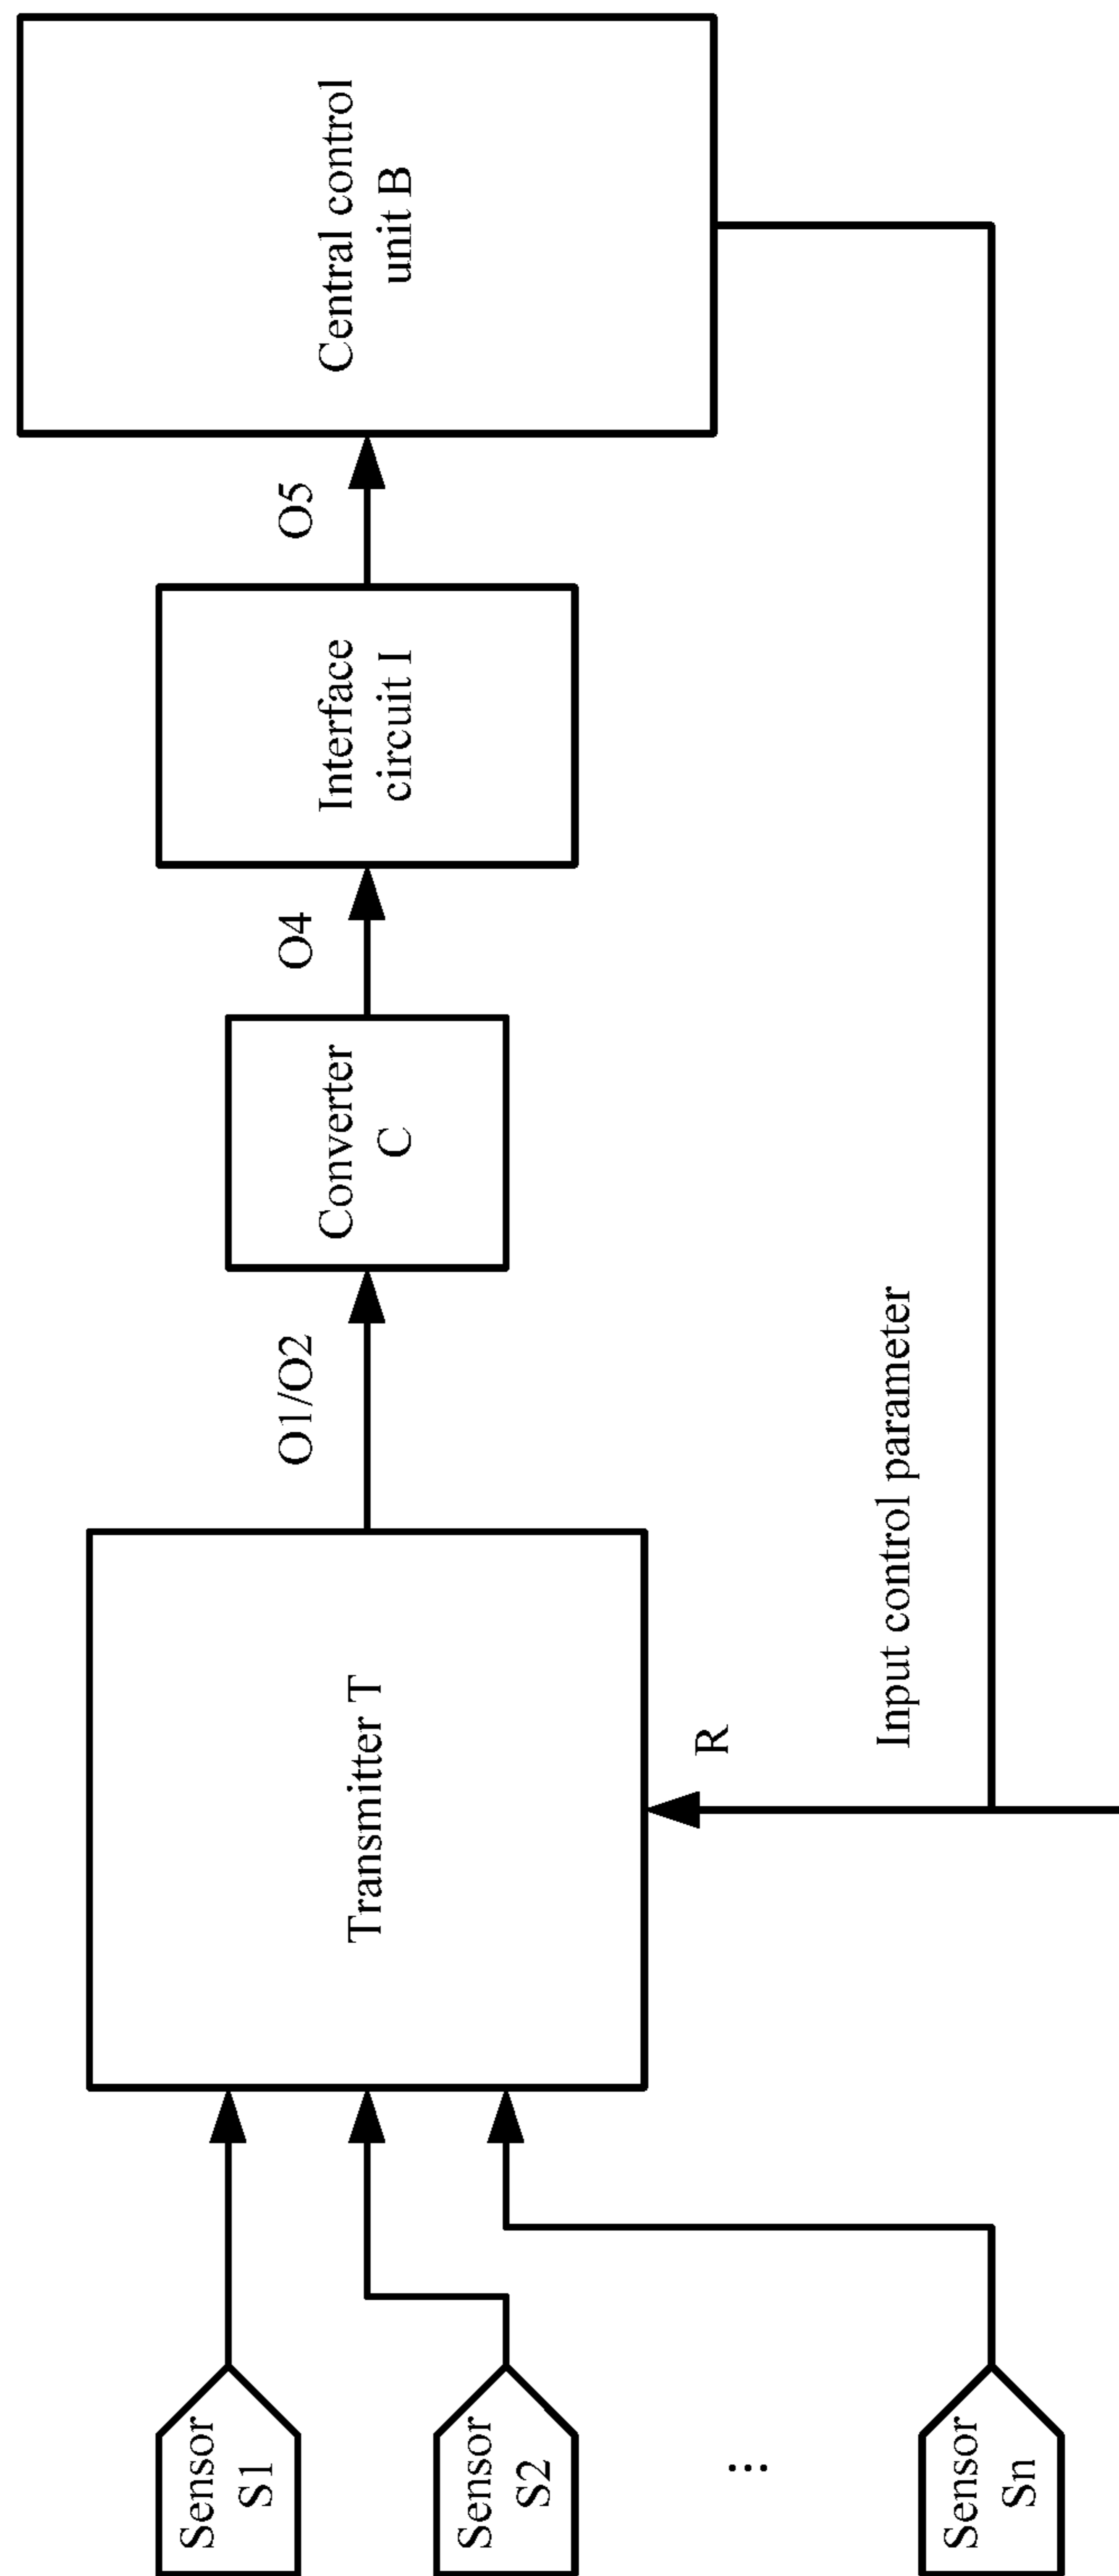 Sensor
S1
Sensor
S2
...
Sensor
Sn
Transmitter T
R
Input control parameter
O1/O2
Converter
C
O4
Interface
circuit I
O5
Central control
unit B